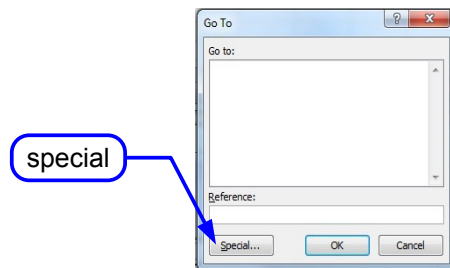 Go To
Go to:
special
Reference:
Special...
OK
Cancel